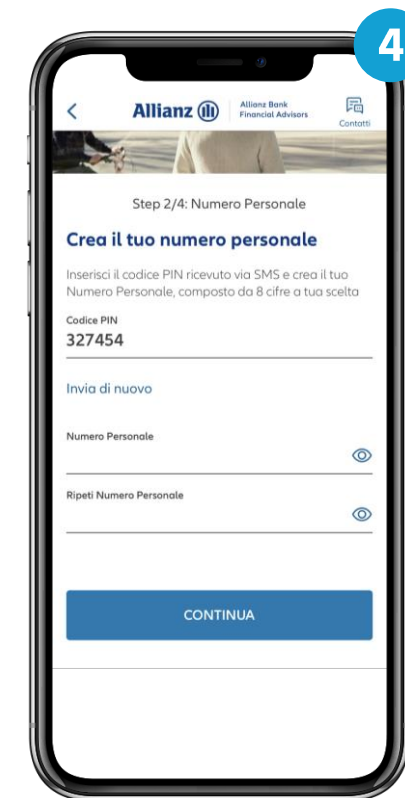 4
Allianz
Allianz Bank
Financial Advisors
Contatti
Step 2/4: Numero Personale
Crea il tuo numero personale
Inserisci il codice PIN ricevuto via SMS e crea il tuo
Numero Personale, composto da 8 cifre a tua scelta
Codice PIN
327454
Invia di nuovo
Numero Personale
Ripeti Numero Personale
CONTINUA